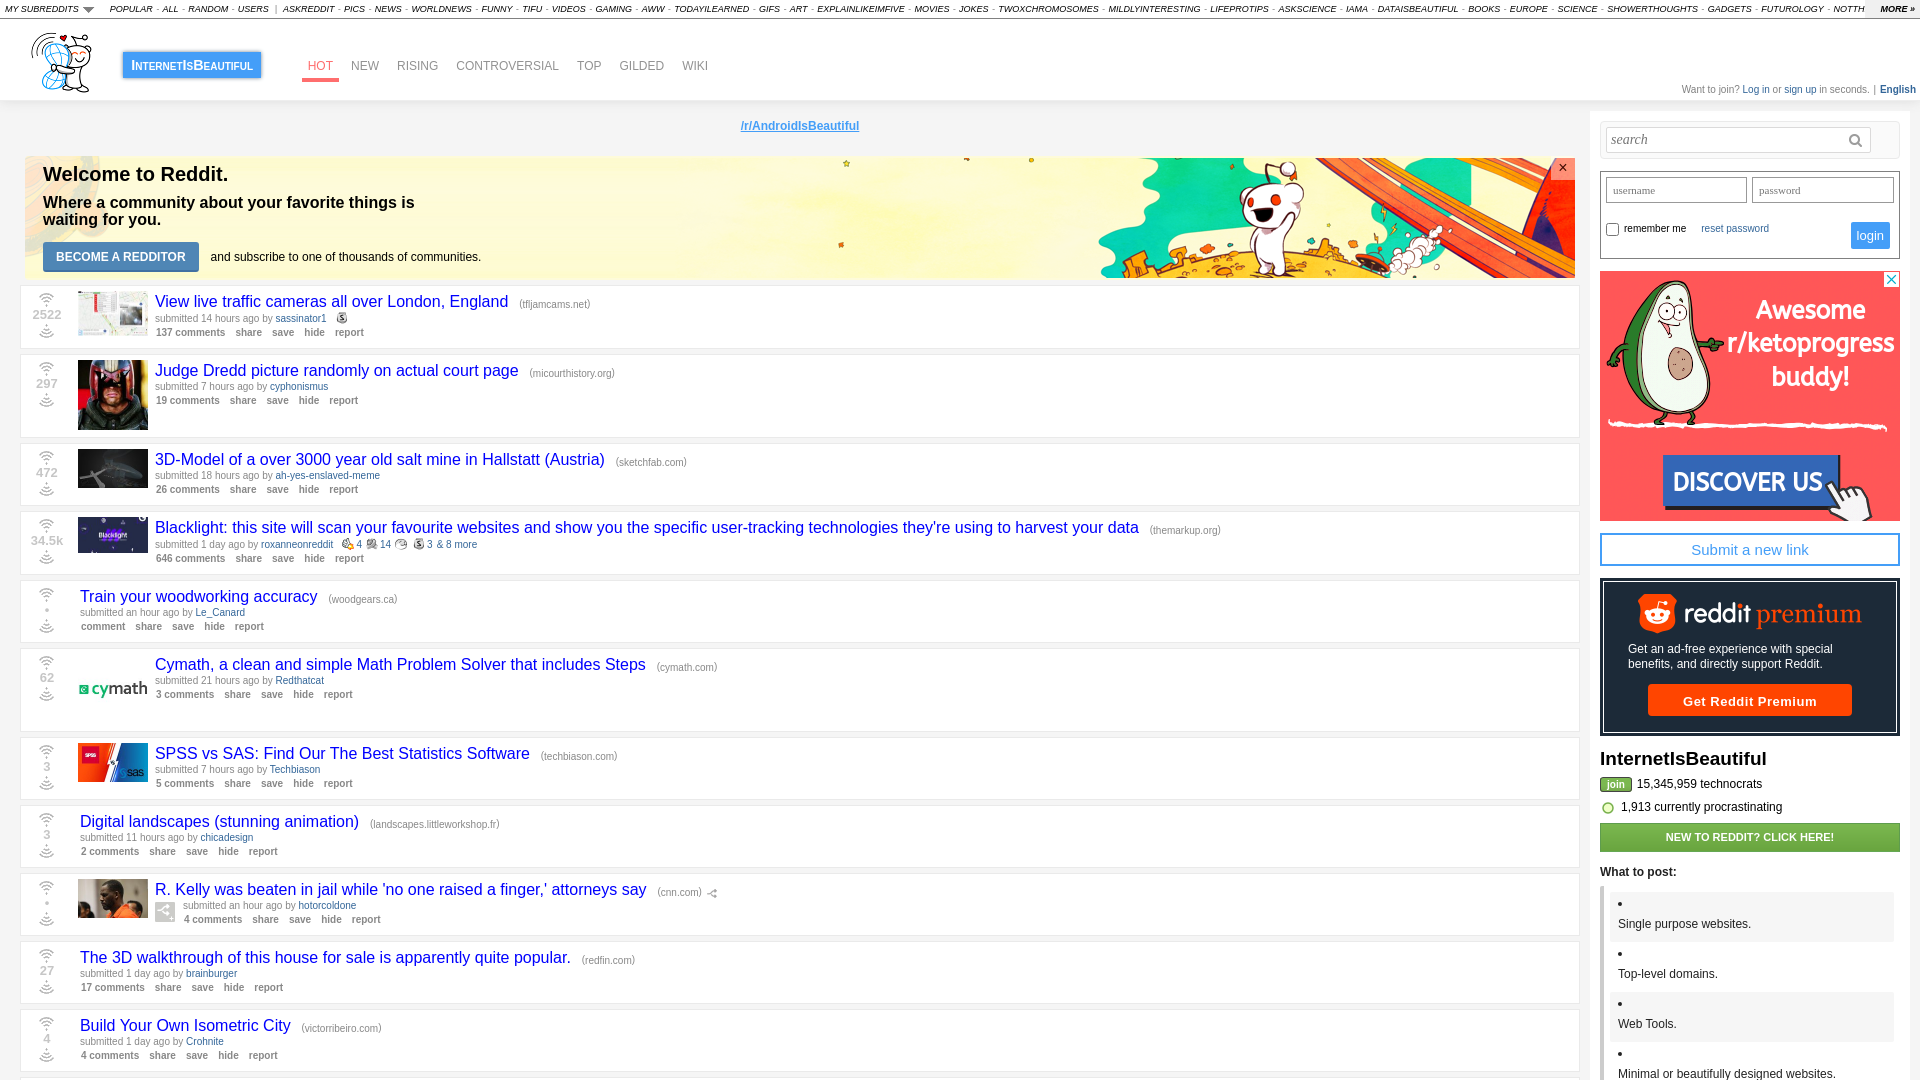 MY SUBREDDITS POPULAR - ALL - RANDOM - USERS | ASKREDDIT - PICS - NEWS - WORLDNEWS - FUNNY - TIFU - VIDEOS - GAMING - AWW - TODAYILEARNED - GIFS - ART - EXPLAINLIKEIMFIVE - MOVIES - JOKES - TWOXCHROMOSOMES - MILDLYINTERESTING - LIFEPROTIPS - ASKSCIENCE - IAMA - DATAISBEAUTIFUL - BOOKS - EUROPE - SCIENCE - SHOWERTHOUGHTS - GADGETS - FUTUROLOGY - NOTTH MORE »
INTERNETISBEAUTIFUL HOT NEW RISING CONTROVERSIAL TOP GILDED WIKI
Want to join? Log in or sign up in seconds. | English
/r/AndroidIsBeautiful
Welcome to Reddit.
Where a community about your favorite things is
waiting for you.
BECOME A REDDITOR and subscribe to one of thousands of communities.
×
2522
View live traffic cameras all over London, England (tfljamcams.net)
submitted 14 hours ago by sassinator1
137 comments share save hide report
297
Judge Dredd picture randomly on actual court page (micourthistory.org)
submitted 7 hours ago by cyphonismus
19 comments share save hide report
472
3D-Model of a over 3000 year old salt mine in Hallstatt (Austria) (sketchfab.com)
submitted 18 hours ago by ah-yes-enslaved-meme
26 comments share save hide report
34.5k
Blacklight
Blacklight: this site will scan your favourite websites and show you the specific user-tracking technologies they're using to harvest your data (themarkup.org)
submitted 1 day ago by roxanneonreddit 4 14 3 & 8 more
646 comments share save hide report
•
Train your woodworking accuracy (woodgears.ca)
submitted an hour ago by Le_Canard
comment share save hide report
62
cymath
Cymath, a clean and simple Math Problem Solver that includes Steps (cymath.com)
submitted 21 hours ago by Redthatcat
3 comments share save hide report
3
SPSS
sas
SPSS vs SAS: Find Our The Best Statistics Software (techbiason.com)
submitted 7 hours ago by Techbiason
5 comments share save hide report
3
Digital landscapes (stunning animation) (landscapes.littleworkshop.fr)
submitted 11 hours ago by chicadesign
2 comments share save hide report
•
R. Kelly was beaten in jail while 'no one raised a finger,' attorneys say (cnn.com)
submitted an hour ago by hotorcoldone
4 comments share save hide report
27
The 3D walkthrough of this house for sale is apparently quite popular. (redfin.com)
submitted 1 day ago by brainburger
17 comments share save hide report
4
Build Your Own Isometric City (victorribeiro.com)
submitted 1 day ago by Crohnite
4 comments share save hide report
search
username password
remember me reset password login
Awesome
r/ketoprogress
buddy!
DISCOVER US
Submit a new link
reddit premium
Get an ad-free experience with special
benefits, and directly support Reddit.
Get Reddit Premium
InternetIsBeautiful
join 15,345,959 technocrats
1,913 currently procrastinating
NEW TO REDDIT? CLICK HERE!
What to post:
•
Single purpose websites.
•
Top-level domains.
•
Web Tools.
•
Minimal or beautifully designed websites.